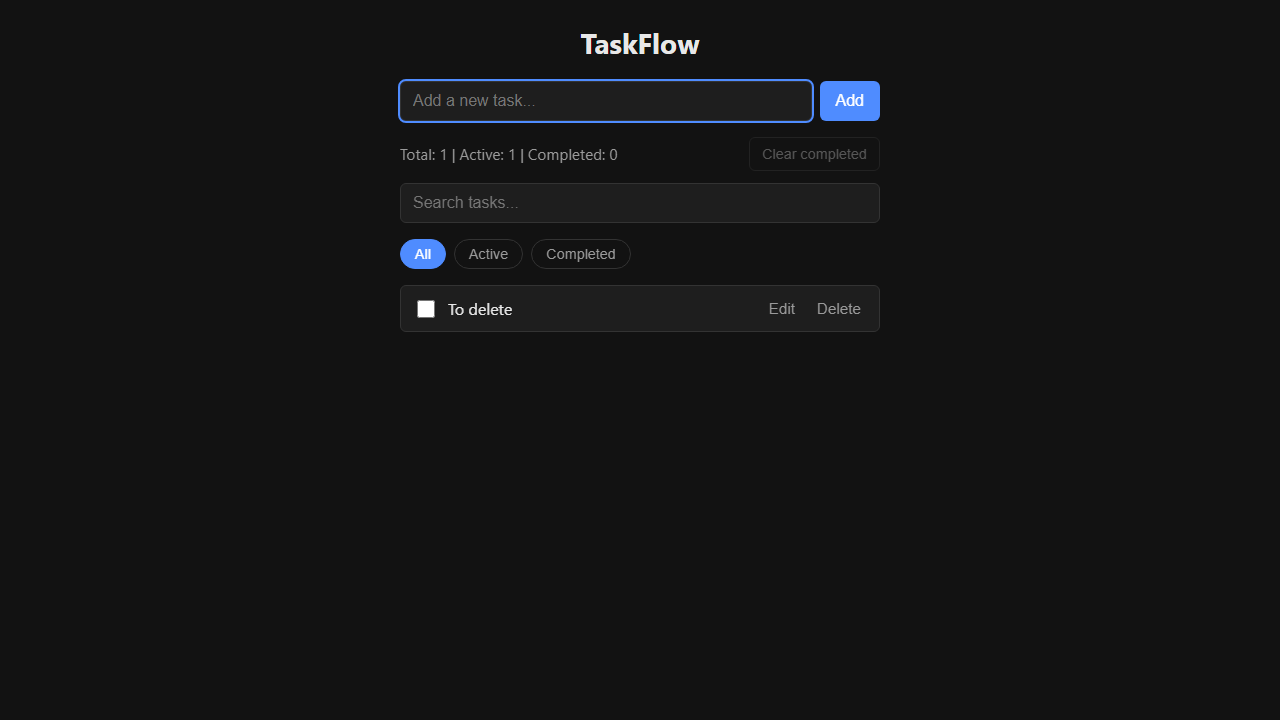 TaskFlow
Add a new task...
Add
Total: 1 | Active: 1 | Completed: 0
Clear completed
Search tasks...
All
Active
Completed
To delete
Edit
Delete